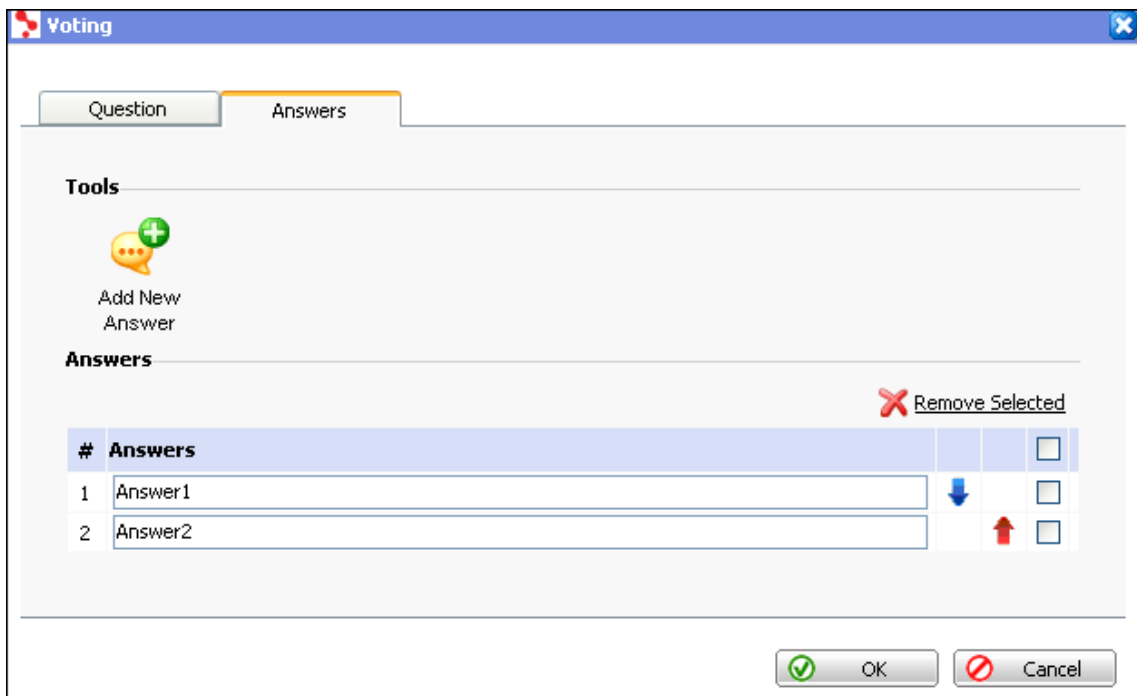 Voting
Question Answers
Tools
Add New
Answer
Answers
Remove Selected
# Answers
1 Answer1
2 Answer2
OK Cancel